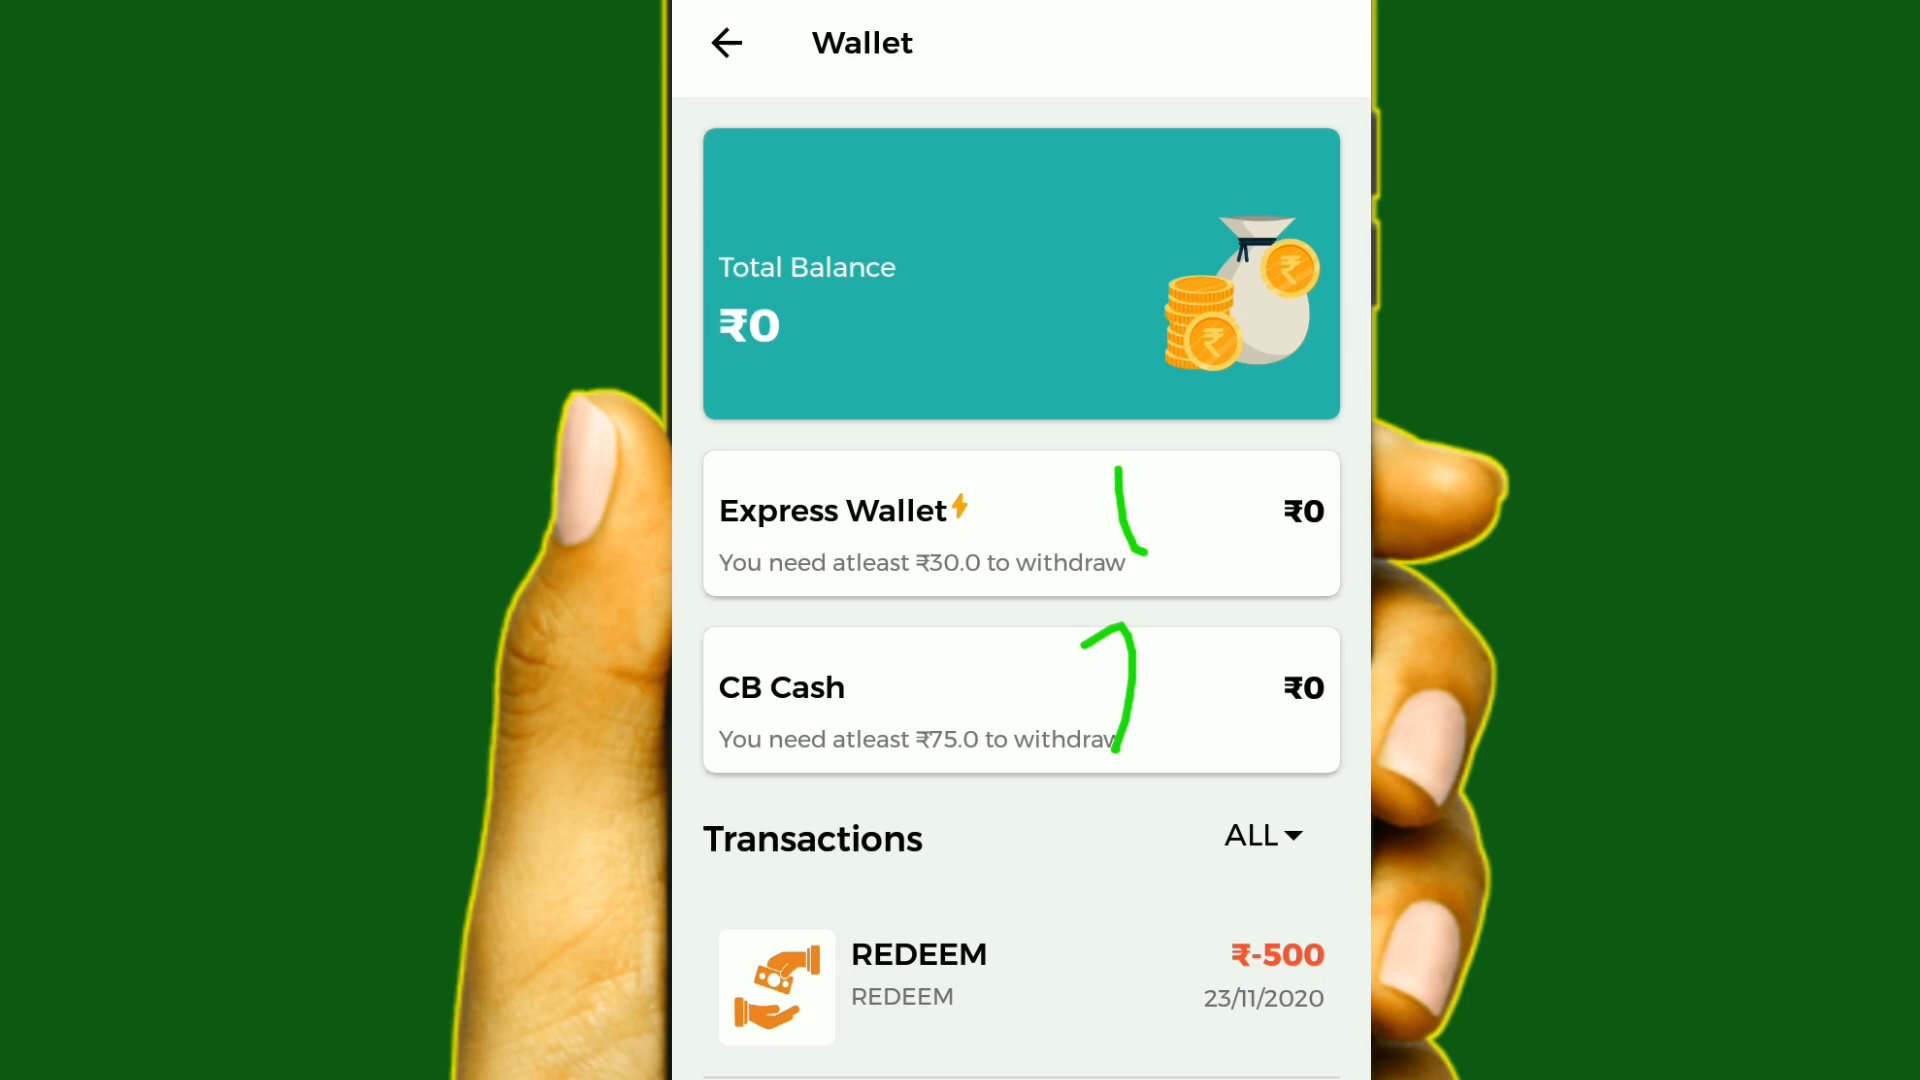 Wallet
Total Balance
₹0
Express Wallet
₹0
You need atleast ₹30.0 to withdraw
CB Cash
₹0
You need atleast ₹75.0 to withdraw
Transactions
ALL
REDEEM
₹-500
REDEEM
23/11/2020